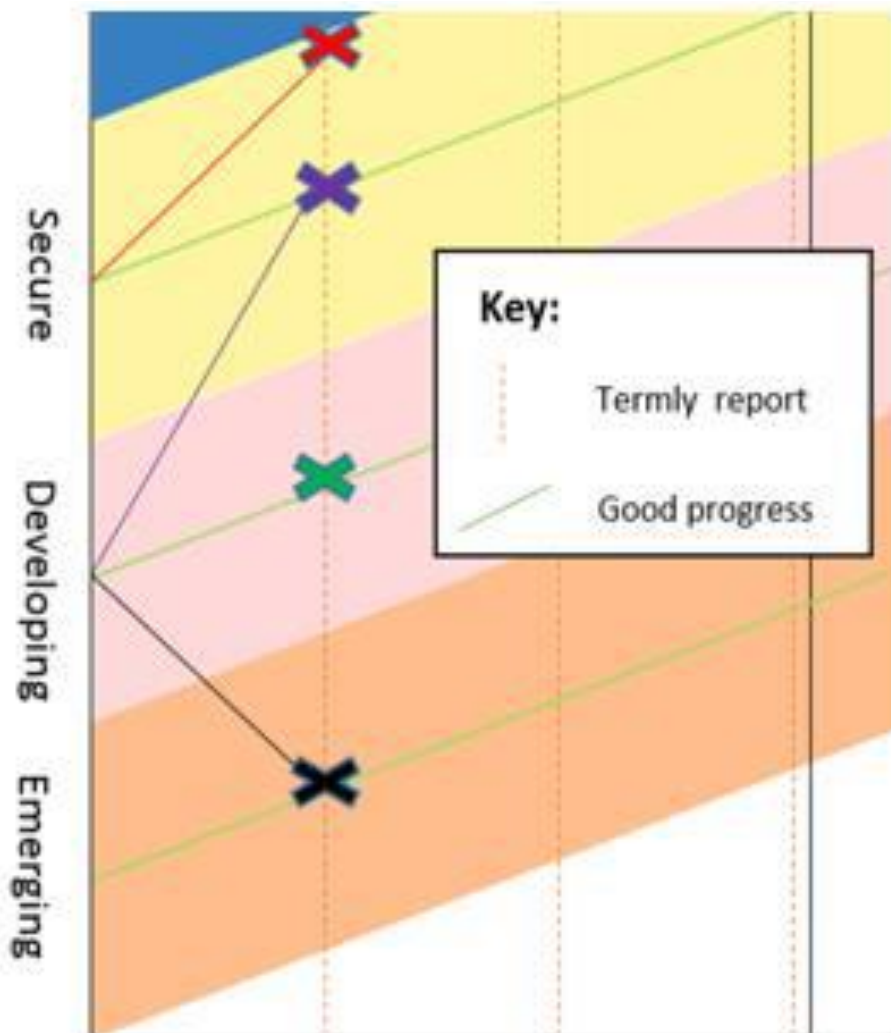 Secure
Developing
Emerging
Key:
Termly report
Good progress